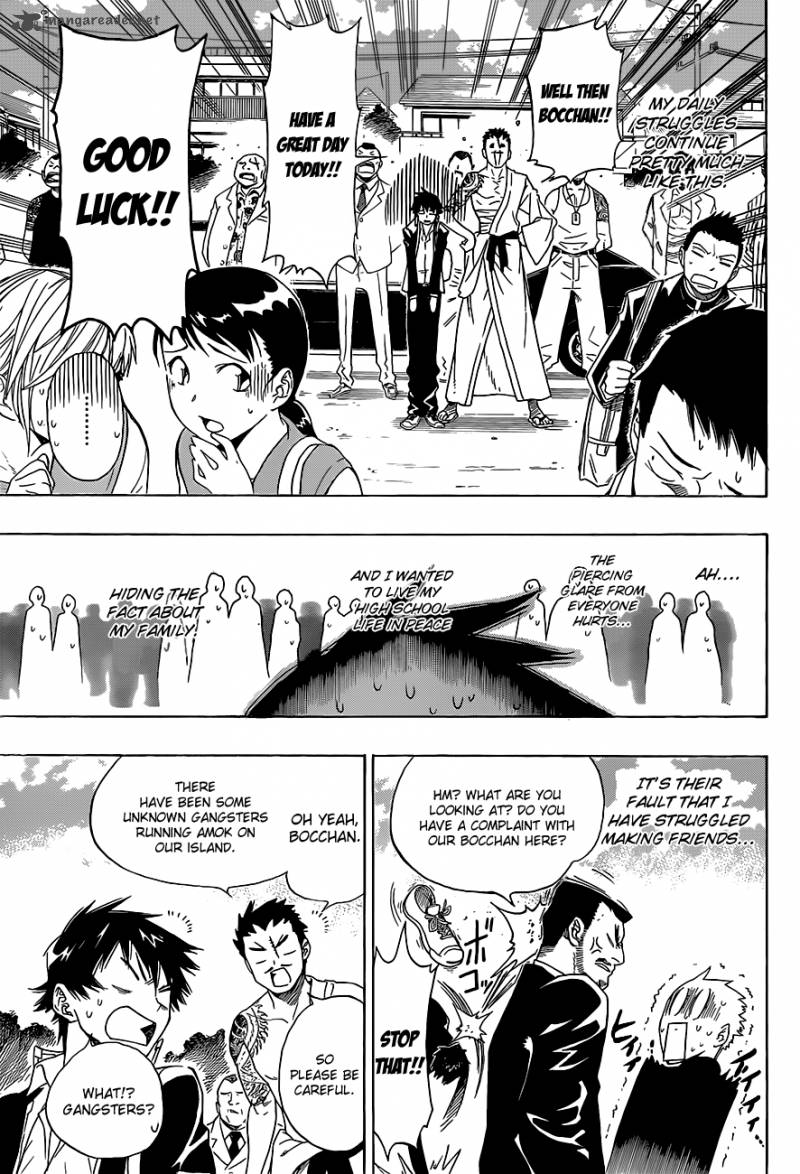 mangareader.net
MY DAILY
STRUGGLES
CONTINUE
PRETTY MUCH
LIKE THIS.
WELL THEN
BOCCHAN!!
HAVE A
GREAT DAY
TODAY!!
GOOD
LUCK!!
AH....
THE
PIERCING
GLARE FROM
EVERYONE
HURTS...
AND I WANTED
TO LIVE MY
HIGH SCHOOL
LIFE IN PEACE
HIDING THE
FACT ABOUT
MY FAMILY!
IT'S THEIR
FAULT THAT I
HAVE STRUGGLED
MAKING FRIENDS...
HM? WHAT ARE YOU
LOOKING AT? DO YOU
HAVE A COMPLAINT WITH
OUR BOCCHAN HERE?
ボコッ
STOP
THAT!!
OH YEAH,
BOCCHAN.
THERE
HAVE BEEN SOME
UNKNOWN GANGSTERS
RUNNING AMOK ON
OUR ISLAND.
SO
PLEASE BE
CAREFUL.
WHAT!?
GANGSTERS?